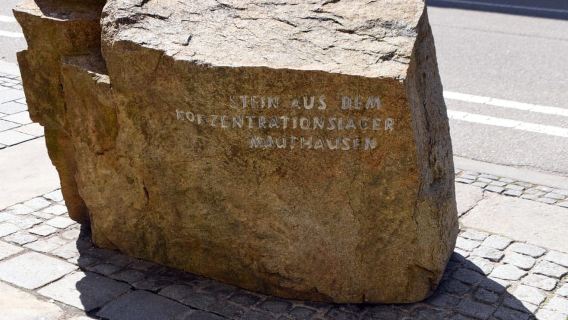 STEIN AUS DEM
KONZENTRATIONSLAGER
MAUTHAUSEN